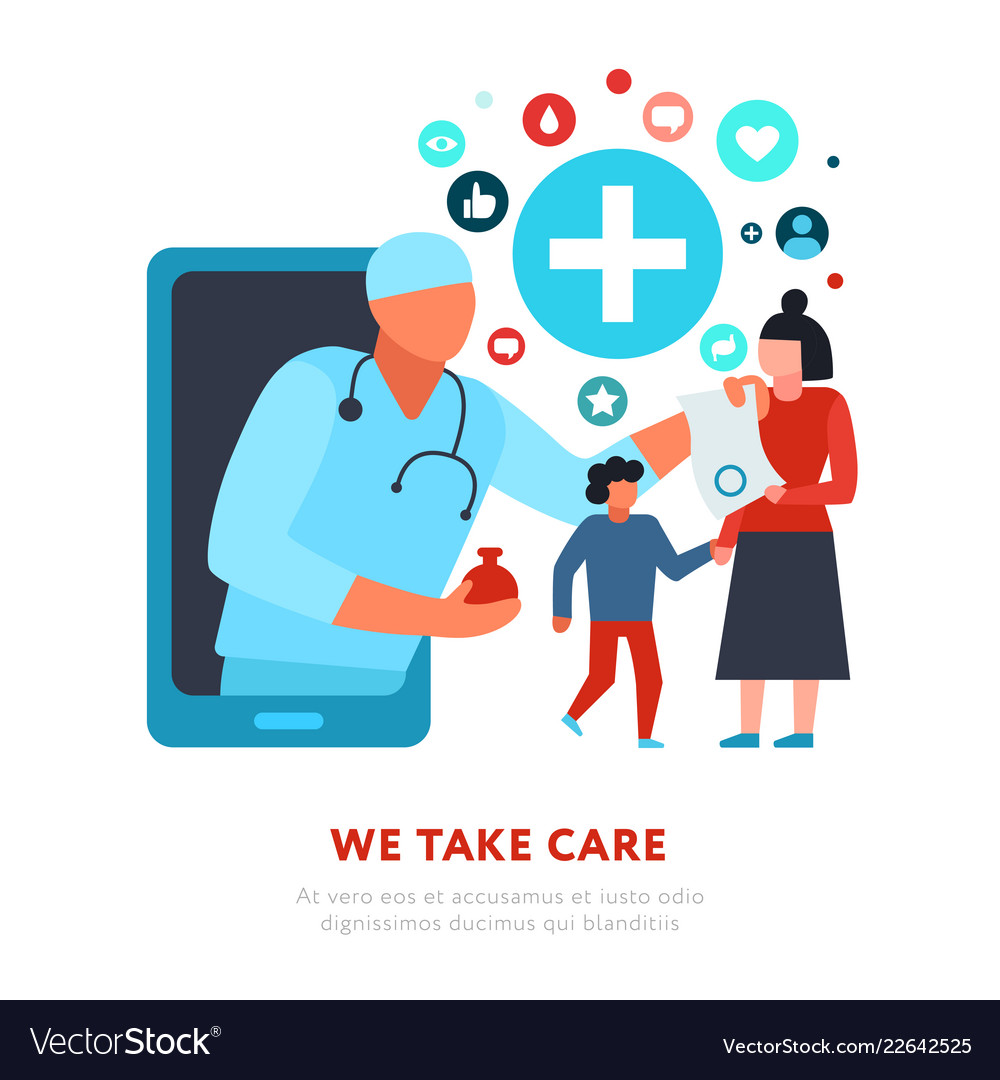 WE TAKE CARE
At vero eos et accusamus et iusto odio
dignissimos ducimus qui blanditiis
VectorStock®
VectorStock.com/22642525